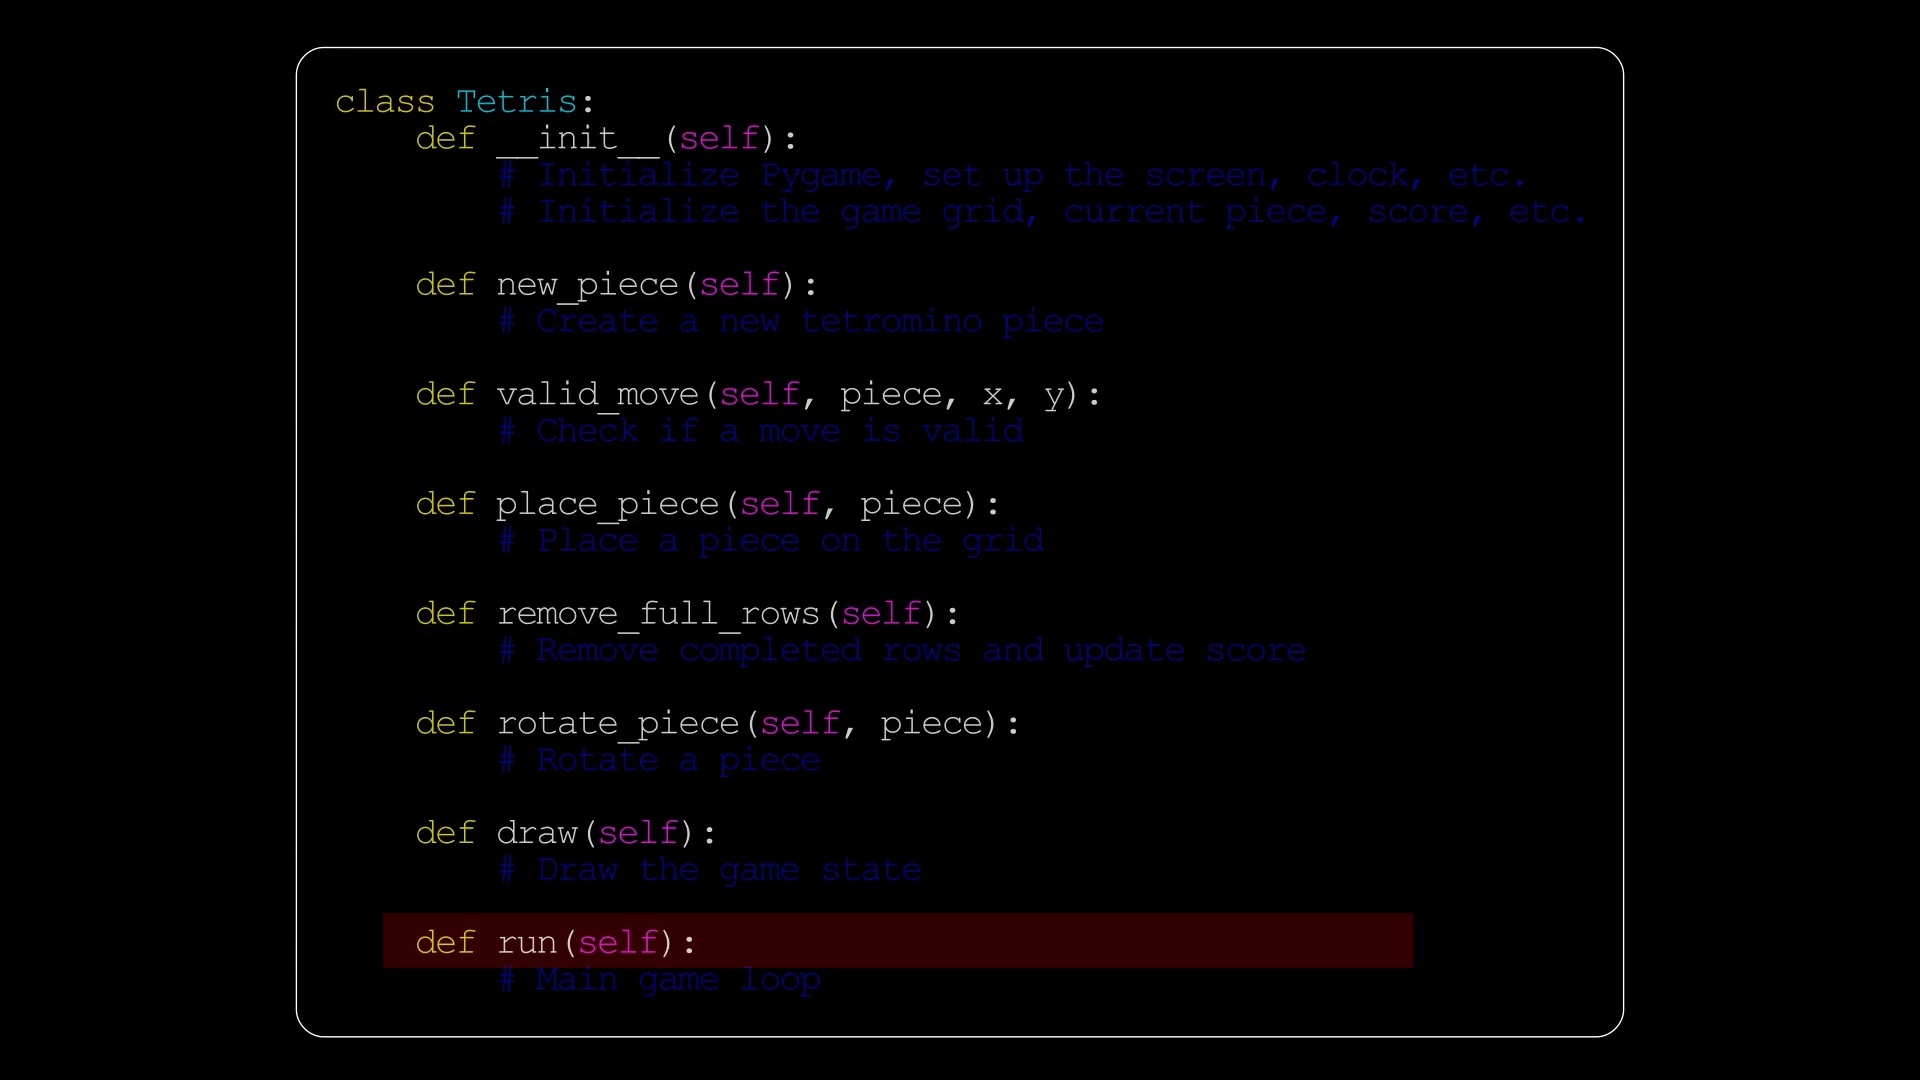 class Tetris:
    def __init__(self):
        # Initialize Pygame, set up the screen, clock, etc.
        # Initialize the game grid, current piece, score, etc.

    def new_piece(self):
        # Create a new tetromino piece

    def valid_move(self, piece, x, y):
        # Check if a move is valid

    def place_piece(self, piece):
        # Place a piece on the grid

    def remove_full_rows(self):
        # Remove completed rows and update score

    def rotate_piece(self, piece):
        # Rotate a piece

    def draw(self):
        # Draw the game state

    def run(self):
        # Main game loop